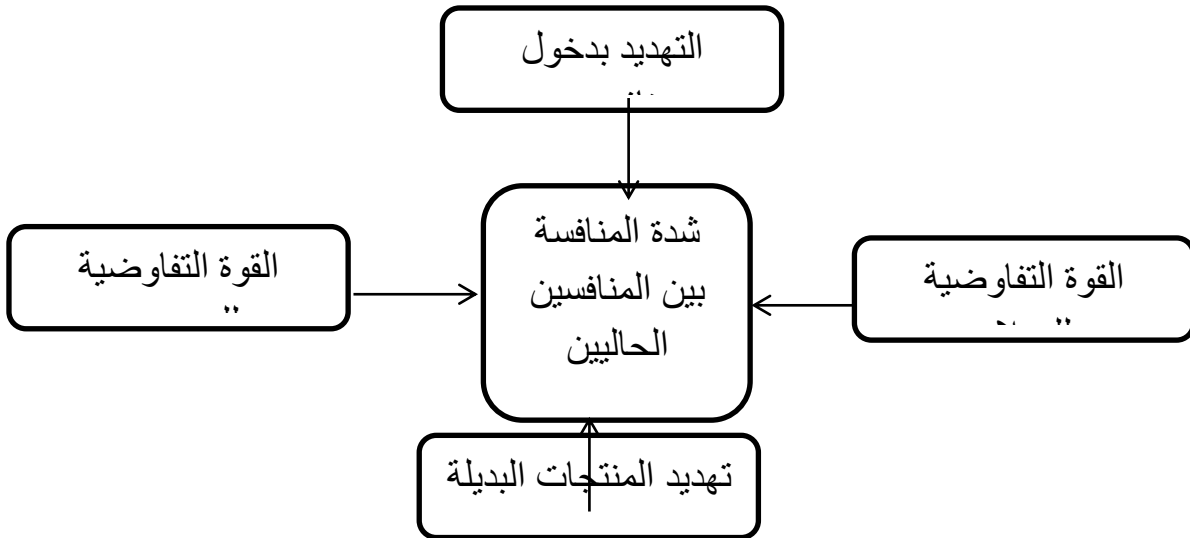 التهديد بدخول
شدة المنافسة
بين المنافسين
الحاليين
القوة التفاوضية
القوة التفاوضية
تهديد المنتجات البديلة